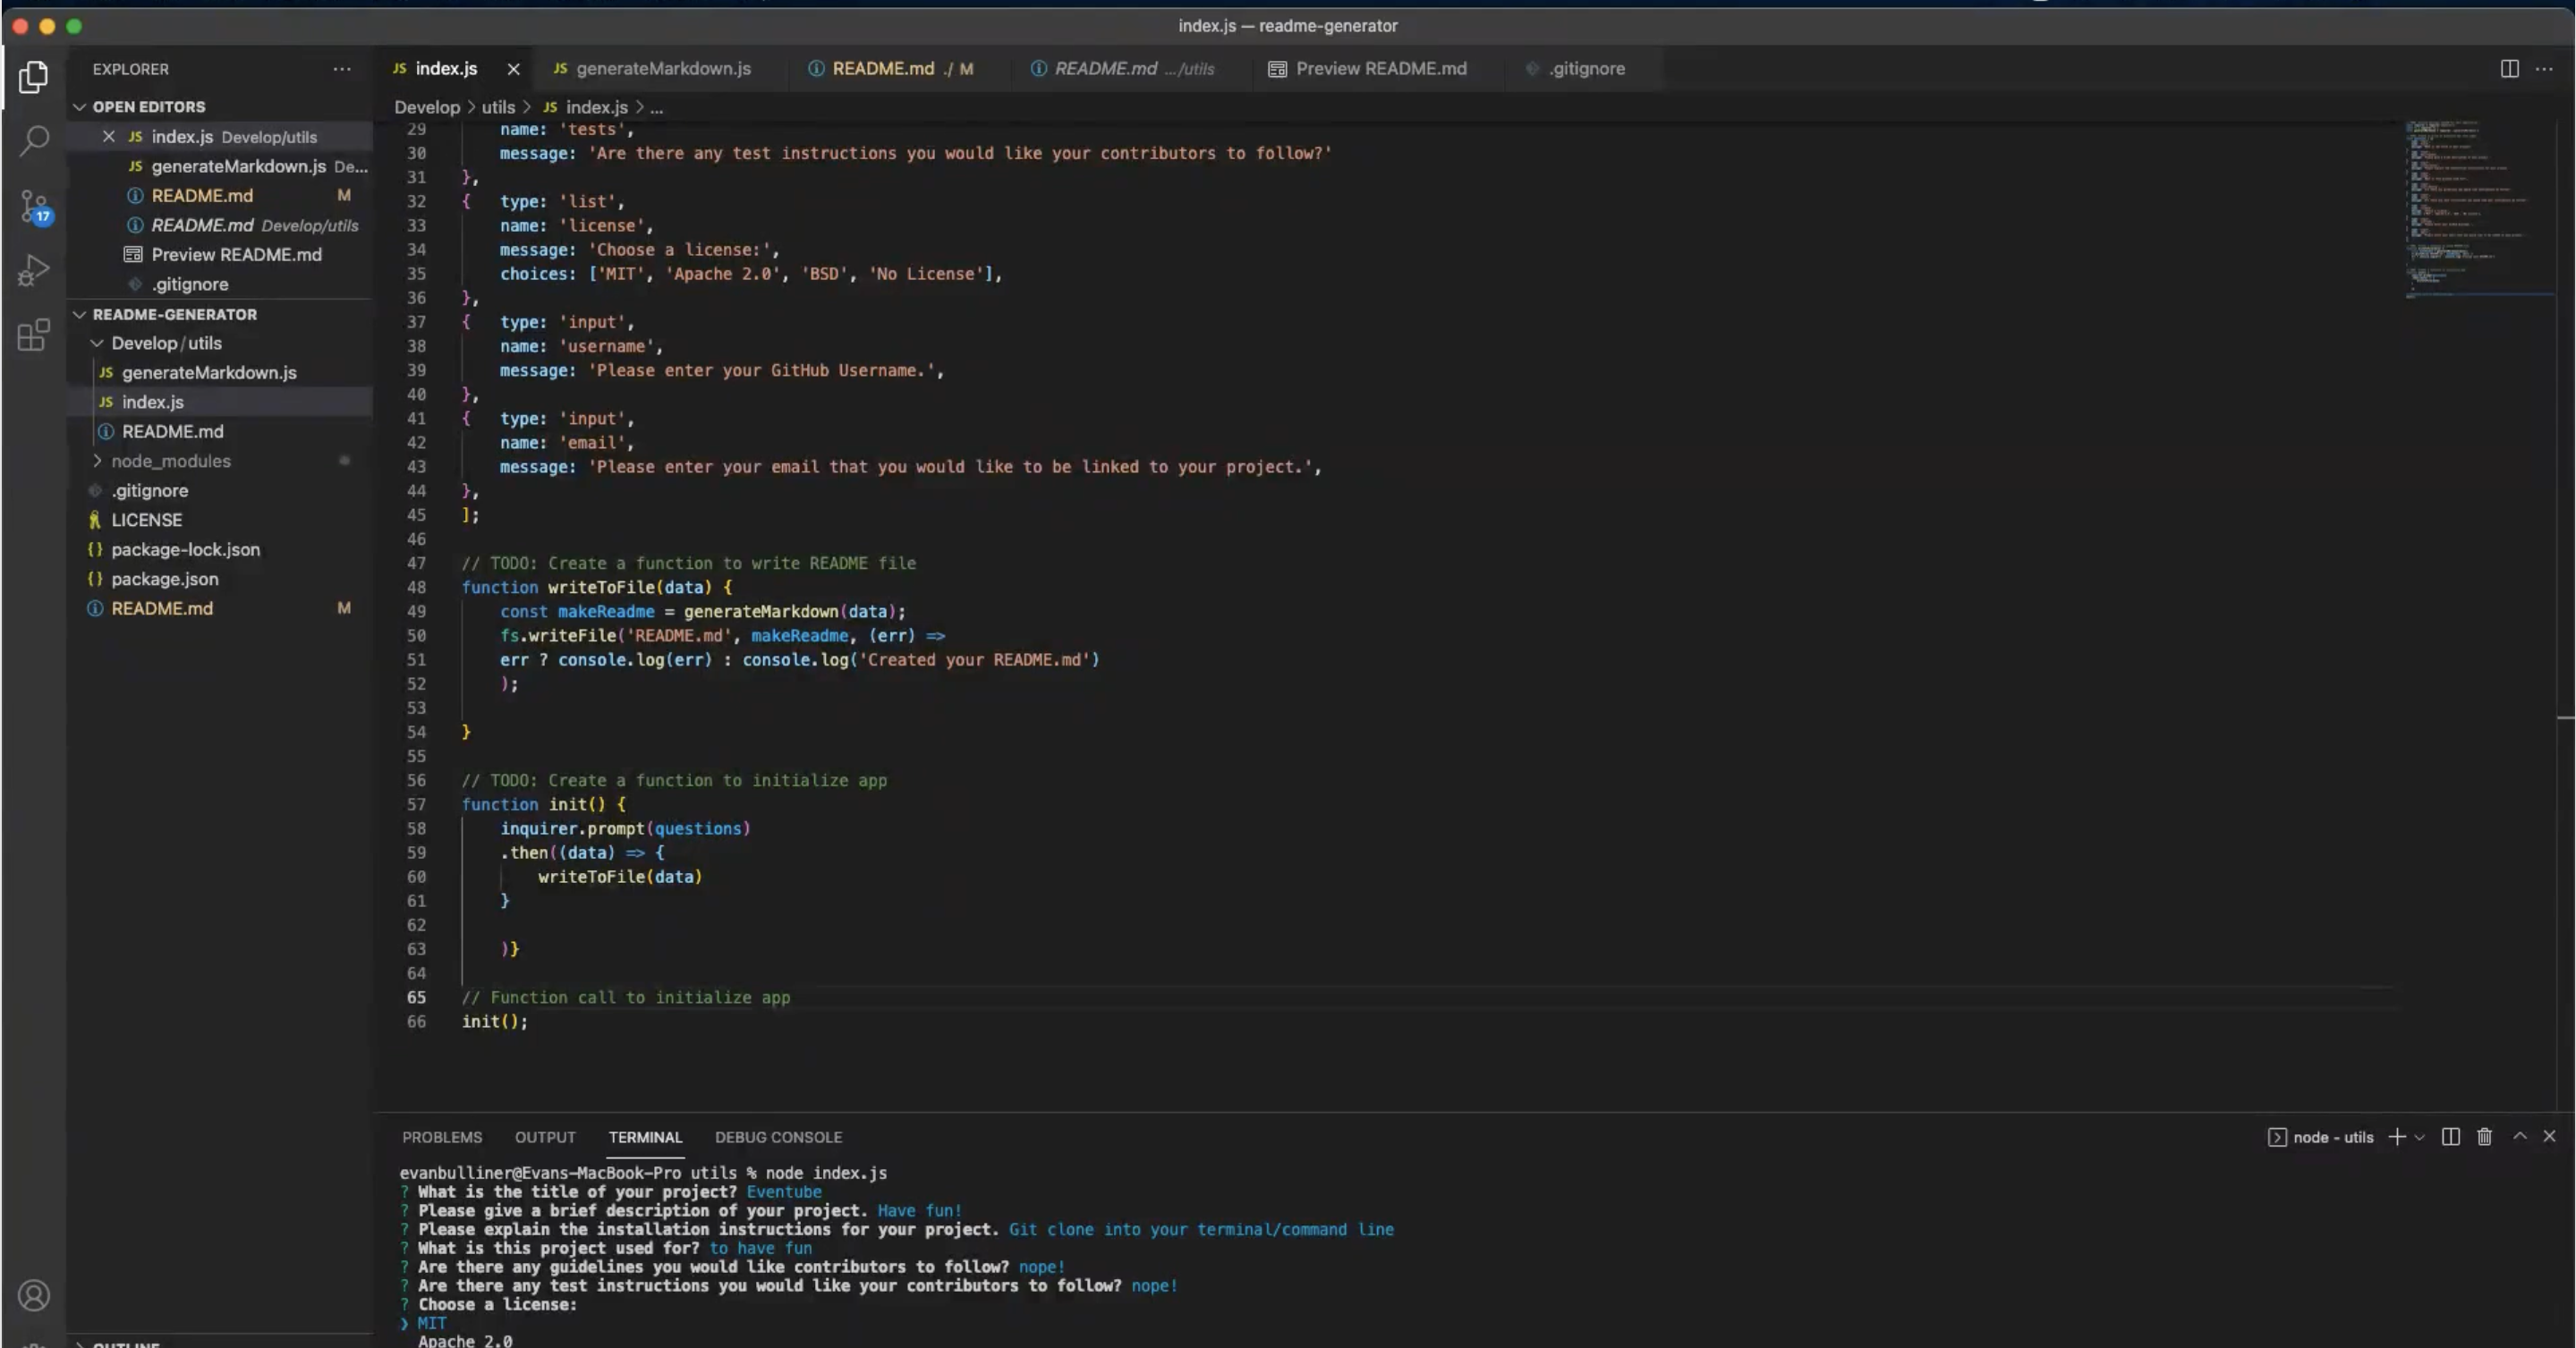 index.js — readme-generator
EXPLORER
OPEN EDITORS
index.js Develop/utils
generateMarkdown.js De...
README.md M
README.md Develop/utils
Preview README.md
.gitignore
17
README-GENERATOR
Develop/utils
generateMarkdown.js
index.js
README.md
node_modules
.gitignore
LICENSE
package-lock.json
package.json
README.md M
OUTLINE
JS index.js
JS generateMarkdown.js
README.md ./ M
README.md .../utils
Preview README.md
.gitignore
Develop > utils > JS index.js > ...
29 name: 'tests',
30 message: 'Are there any test instructions you would like your contributors to follow?'
31 },
32 { type: 'list',
33 name: 'license',
34 message: 'Choose a license:',
35 choices: ['MIT', 'Apache 2.0', 'BSD', 'No License'],
36 },
37 { type: 'input',
38 name: 'username',
39 message: 'Please enter your GitHub Username.',
40 },
41 { type: 'input',
42 name: 'email',
43 message: 'Please enter your email that you would like to be linked to your project.',
44 },
45 ];
46
47 // TODO: Create a function to write README file
48 function writeToFile(data) {
49 const makeReadme = generateMarkdown(data);
50 fs.writeFile('README.md', makeReadme, (err) =>
51 err ? console.log(err) : console.log('Created your README.md')
52 );
53
54 }
55
56 // TODO: Create a function to initialize app
57 function init() {
58 inquirer.prompt(questions)
59 .then((data) => {
60 writeToFile(data)
61 }
62
63 )}
64
65 // Function call to initialize app
66 init();
PROBLEMS OUTPUT TERMINAL DEBUG CONSOLE
node - utils
evanbulliner@Evans-MacBook-Pro utils % node index.js
? What is the title of your project? Eventube
? Please give a brief description of your project. Have fun!
? Please explain the installation instructions for your project. Git clone into your terminal/command line
? What is this project used for? to have fun
? Are there any guidelines you would like contributors to follow? nope!
? Are there any test instructions you would like your contributors to follow? nope!
? Choose a license:
❯ MIT
Apache 2.0